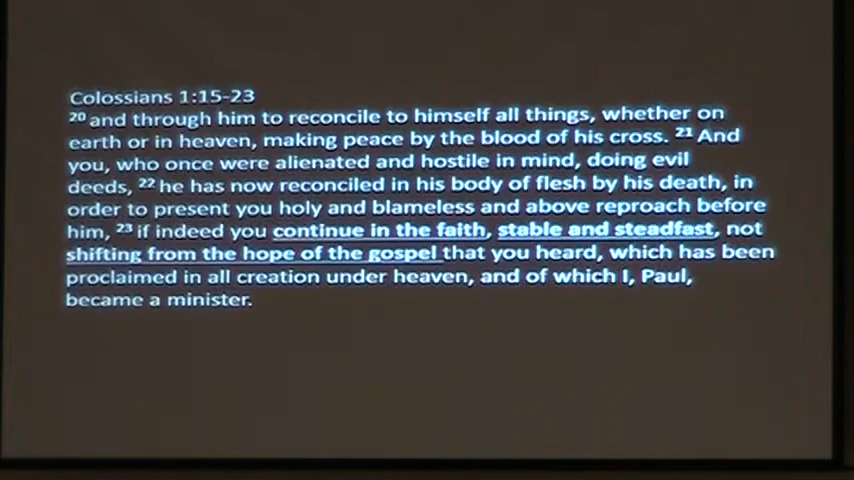 Colossians 1:15-23
20 and through him to reconcile to himself all things, whether on
earth or in heaven, making peace by the blood of his cross. 21 And
you, who once were alienated and hostile in mind, doing evil
deeds, 22 he has now reconciled in his body of flesh by his death, in
order to present you holy and blameless and above reproach before
him, 23 if indeed you continue in the faith, stable and steadfast, not
shifting from the hope of the gospel that you heard, which has been
proclaimed in all creation under heaven, and of which I, Paul,
became a minister.